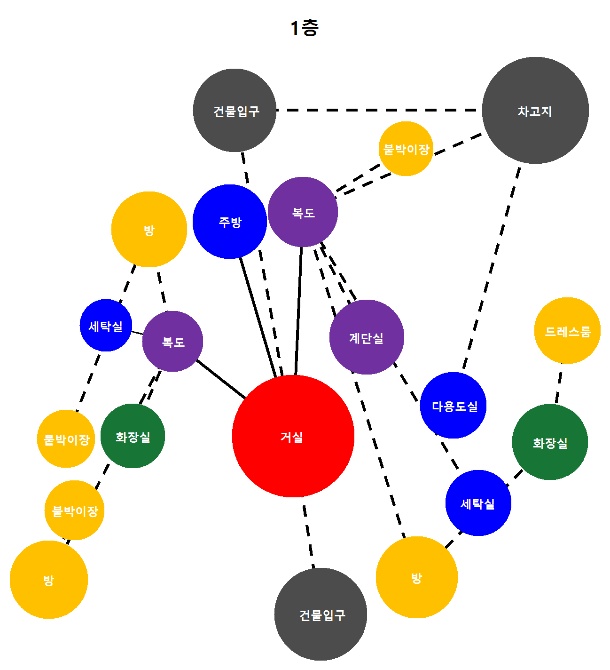 1층
건물입구
차고지
붙박이장
복도
주방
방
세탁실
복도
계단실
드레스룸
다용도실
붙박이장
화장실
거실
화장실
붙박이장
세탁실
방
방
건물입구